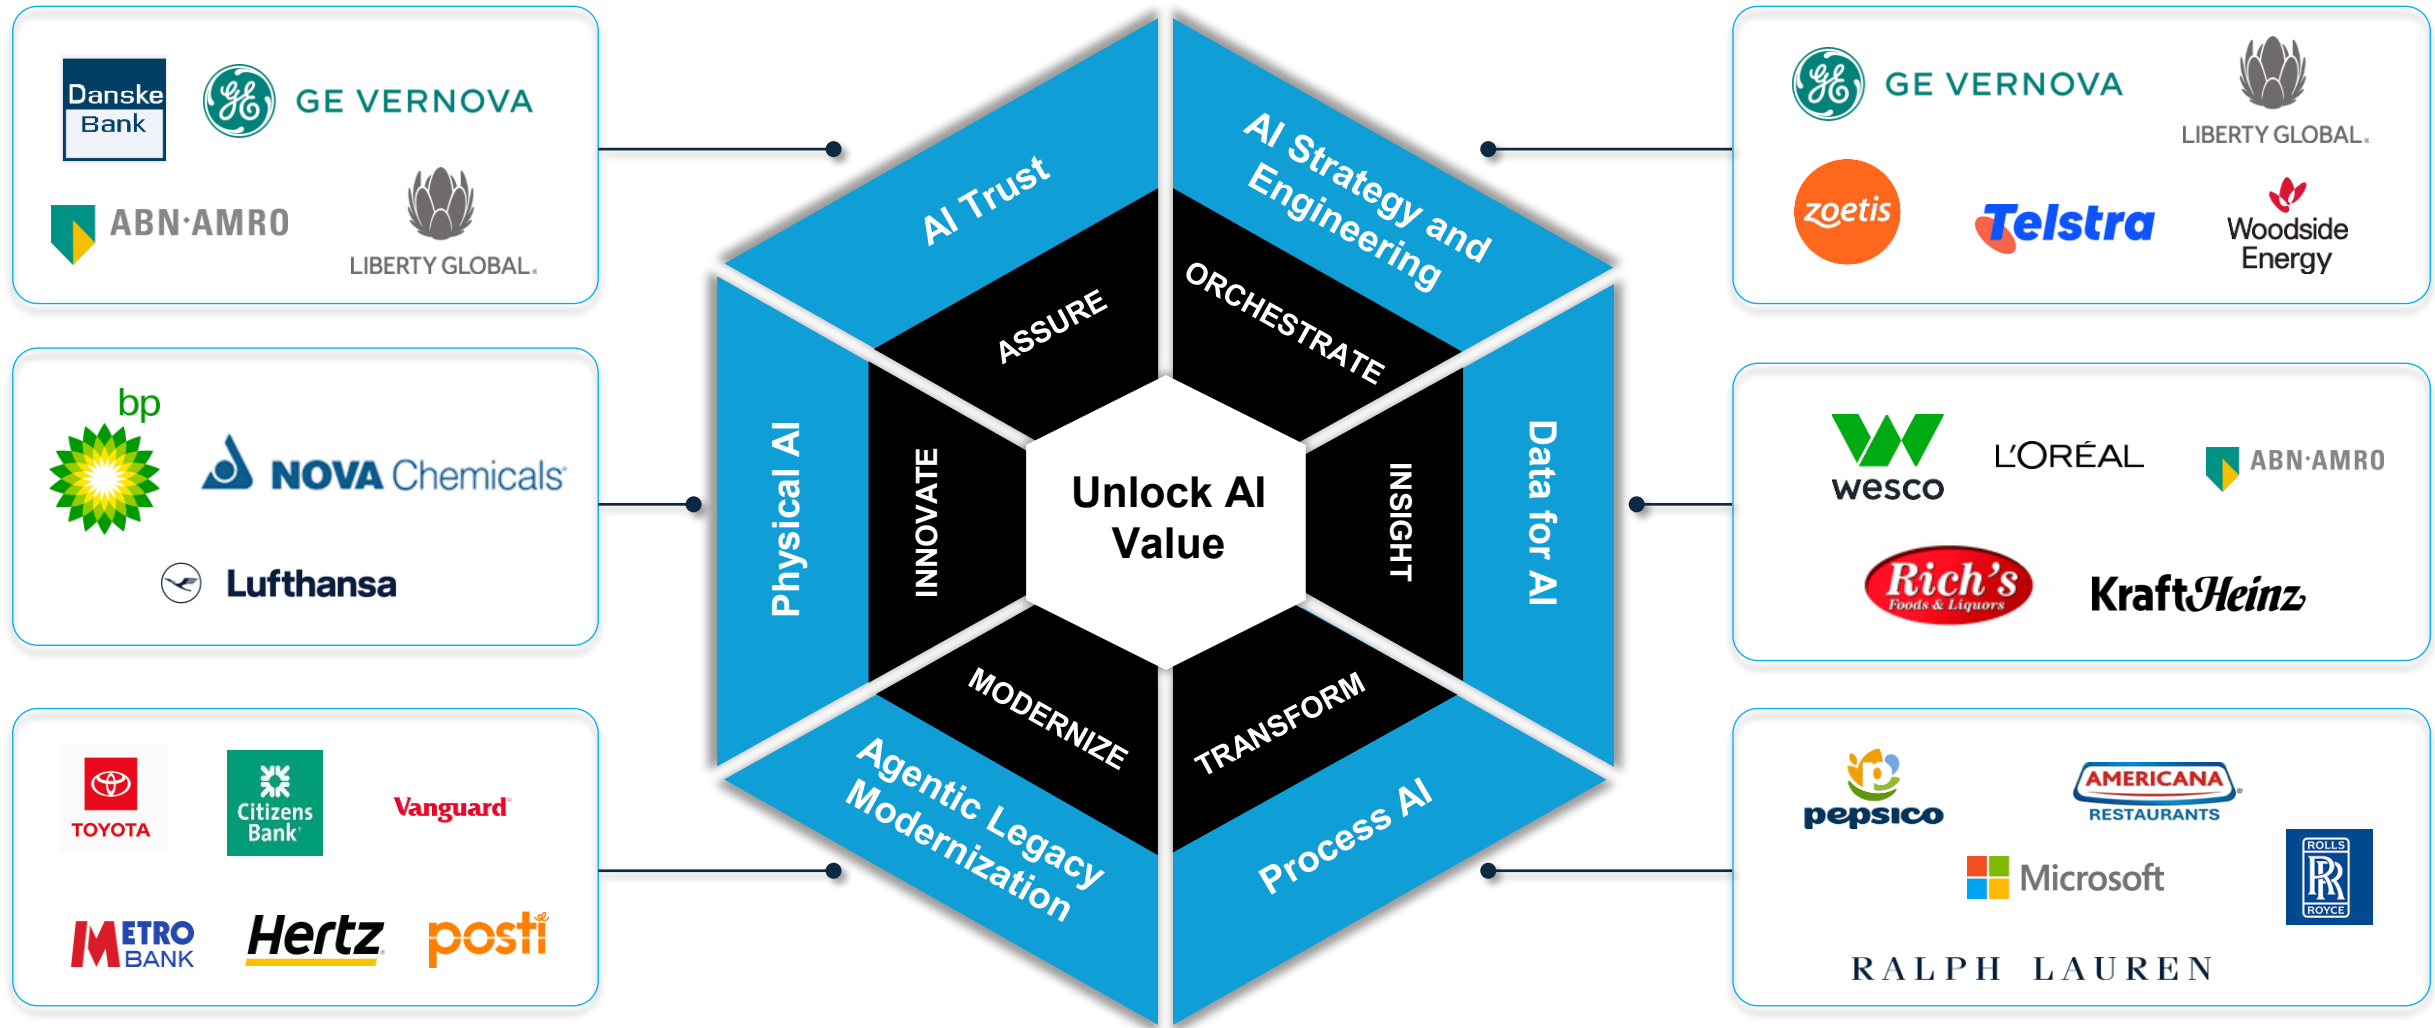 Danske
Bank
GE VERNOVA
ABN·AMRO
LIBERTY GLOBAL
bp
NOVA Chemicals
Lufthansa
TOYOTA
Citizens
Bank
Vanguard
METRO
BANK
Hertz
posti
AI Trust
ASSURE
AI Strategy and
Engineering
ORCHESTRATE
Physical AI
INNOVATE
Unlock AI
Value
INSIGHT
Data for AI
MODERNIZE
Agentic Legacy
Modernization
TRANSFORM
Process AI
GE VERNOVA
LIBERTY GLOBAL
zoetis
Telstra
Woodside
Energy
wesco
L'ORÉAL
ABN·AMRO
Rich's
Foods & Liquors
KraftHeinz
pepsico
AMERICANA
RESTAURANTS
Microsoft
ROLLS
RR
ROYCE
RALPH LAUREN